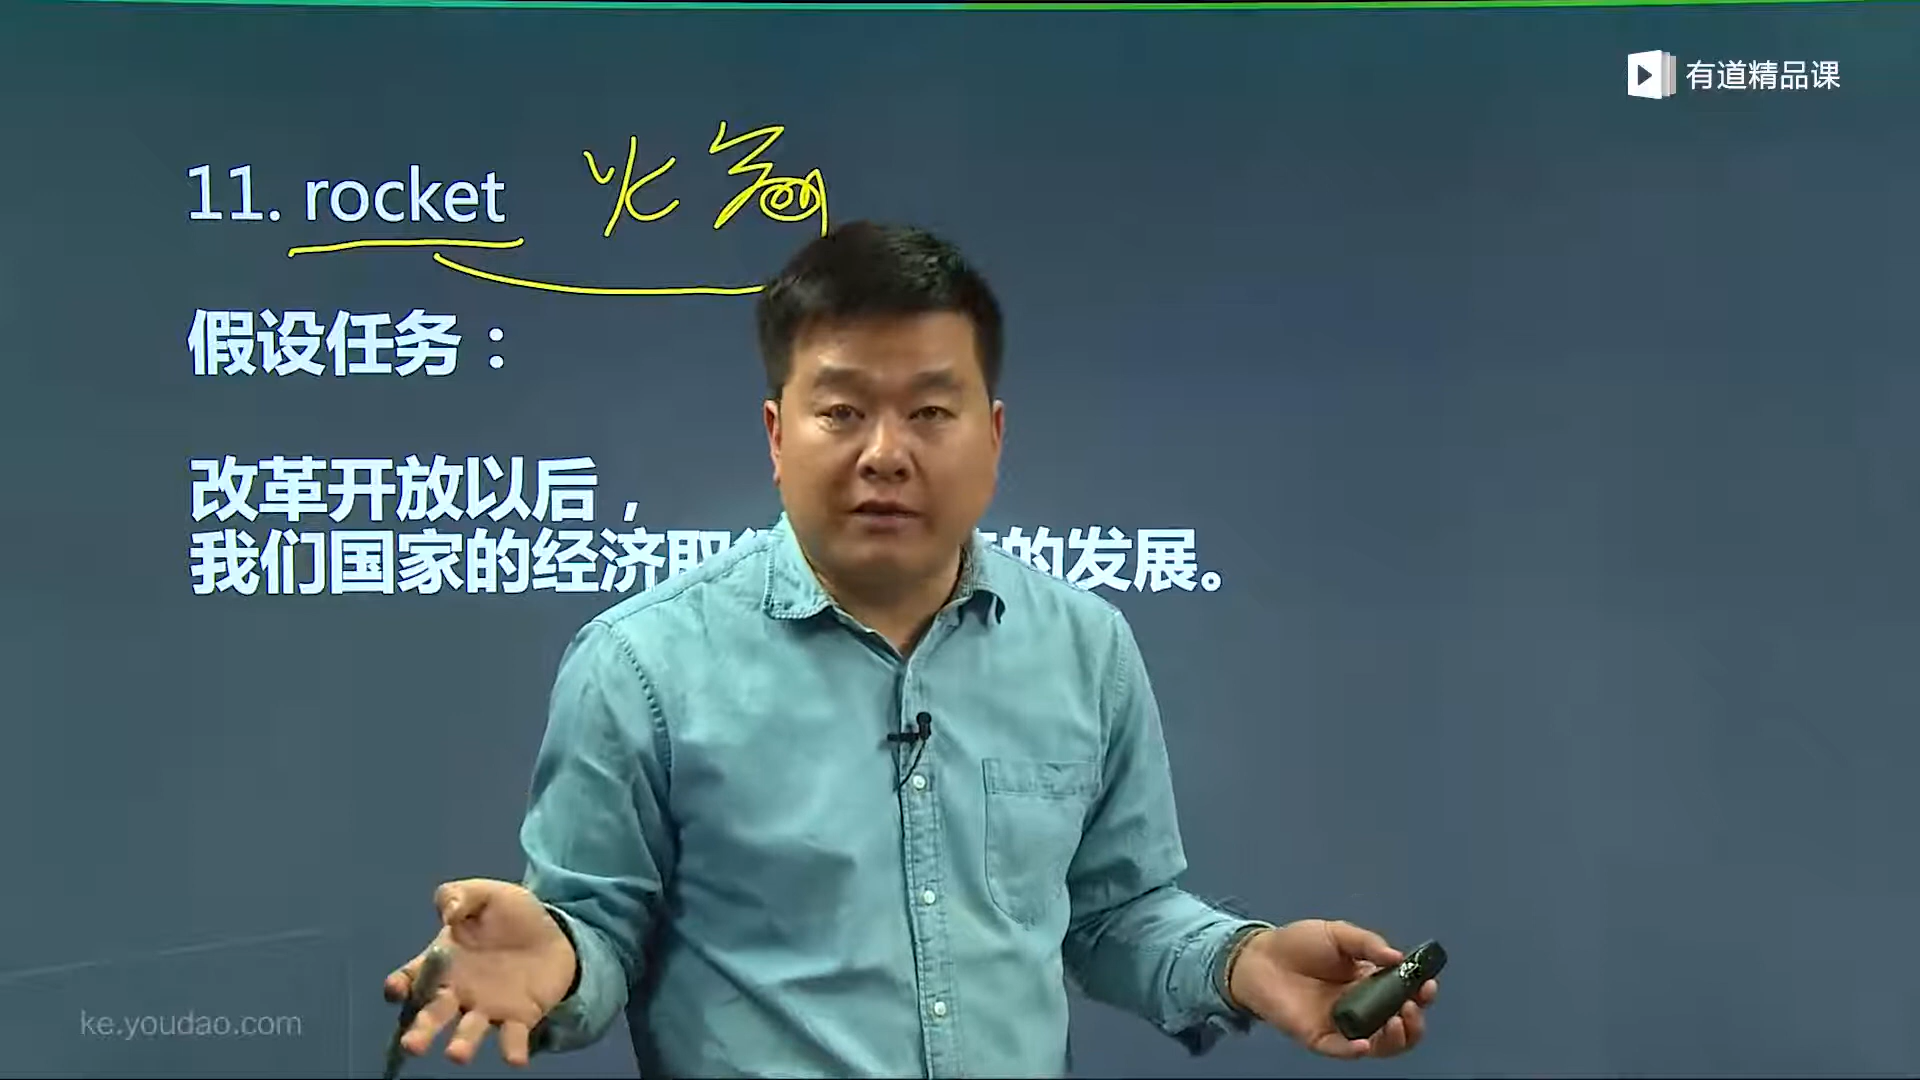 有道精品课
11. rocket 火箭
假设任务：
改革开放以后，
我们国家的经济取的发展。
ke.youdao.com